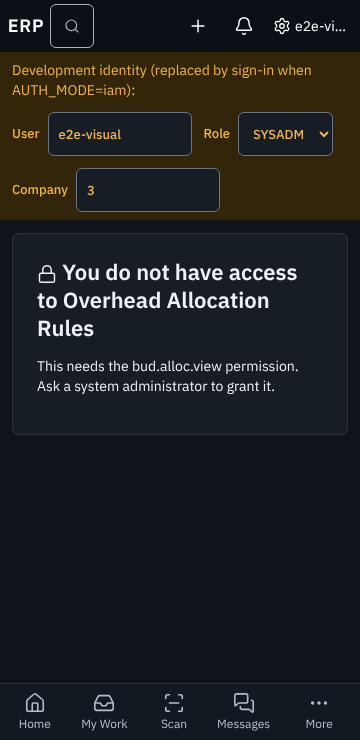 ERP
e2e-vi...
Development identity (replaced by sign-in when
AUTH_MODE=iam):
User e2e-visual Role SYSADM
Company 3
You do not have access
to Overhead Allocation
Rules
This needs the bud.alloc.view permission.
Ask a system administrator to grant it.
Home My Work Scan Messages More